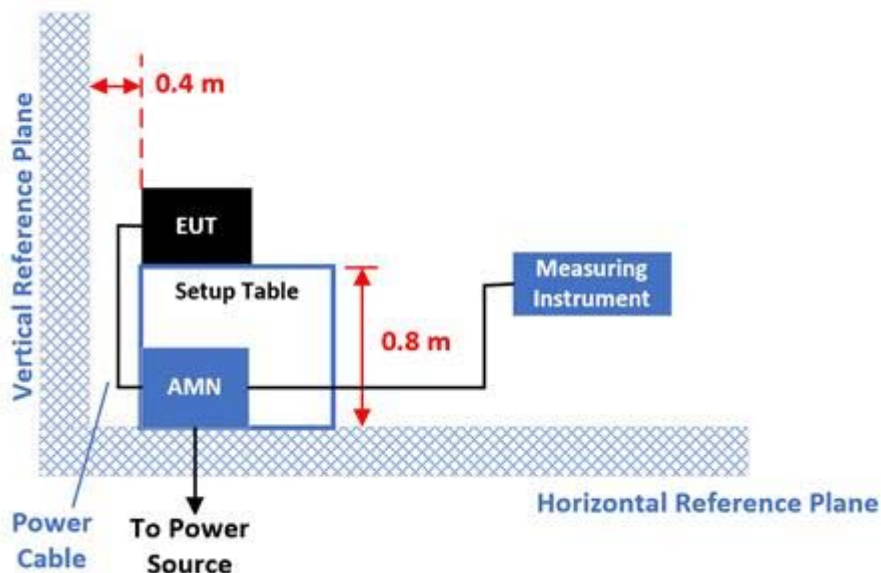 0.4 m
Vertical Reference Plane
EUT
Setup Table
Measuring
Instrument
0.8 m
AMN
Horizontal Reference Plane
Power
Cable
To Power
Source